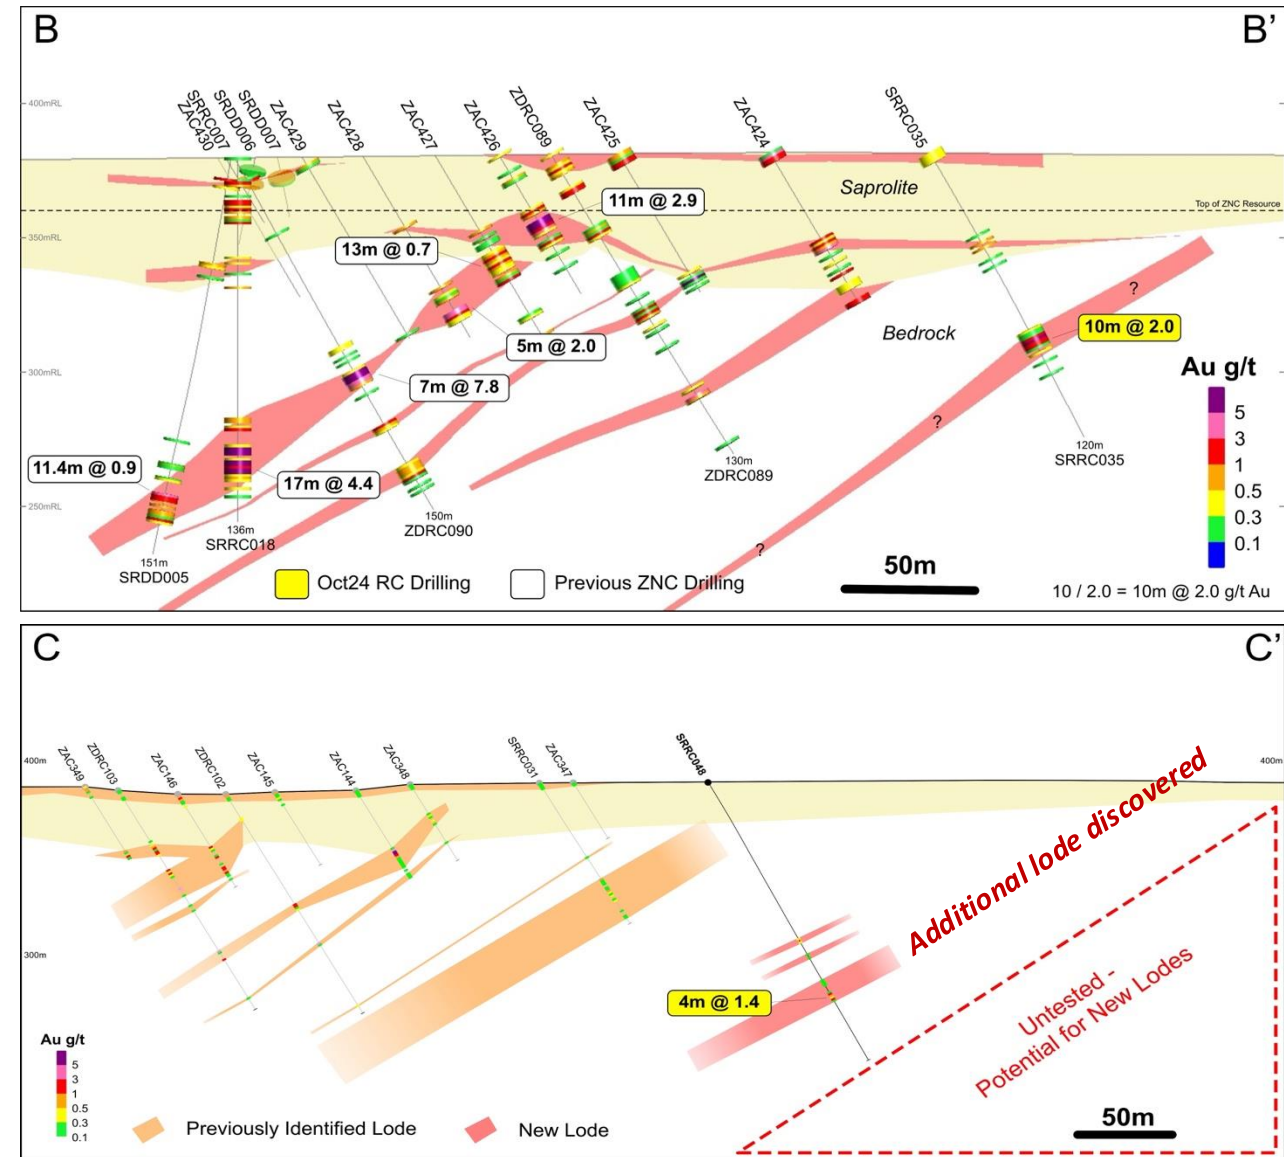 B
B’
400mRL
350mRL
300mRL
250mRL
ZAC430
SRRC007
SRDD006
SRDD007
ZAC429
ZAC428
ZAC427
ZAC426
ZDRC089
ZAC425
ZAC424
SRRC035
Saprolite
Top of ZNC Resource
11m @ 2.9
13m @ 0.7
5m @ 2.0
7m @ 7.8
Bedrock
?
10m @ 2.0
?
?
11.4m @ 0.9
17m @ 4.4
151m
SRDD005
136m
SRRC018
150m
ZDRC090
130m
ZDRC089
120m
SRRC035
Au g/t
5
3
1
0.5
0.3
0.1
Oct24 RC Drilling
Previous ZNC Drilling
50m
10 / 2.0 = 10m @ 2.0 g/t Au
C
C’
400m
300m
400m
ZAC349
ZDRC103
ZAC146
ZDRC102
ZAC145
ZAC144
ZAC348
SRRC031
ZAC347
SRRC048
Additional lode discovered
4m @ 1.4
Untested -
Potential for New Lodes
Au g/t
5
3
1
0.5
0.3
0.1
Previously Identified Lode
New Lode
50m